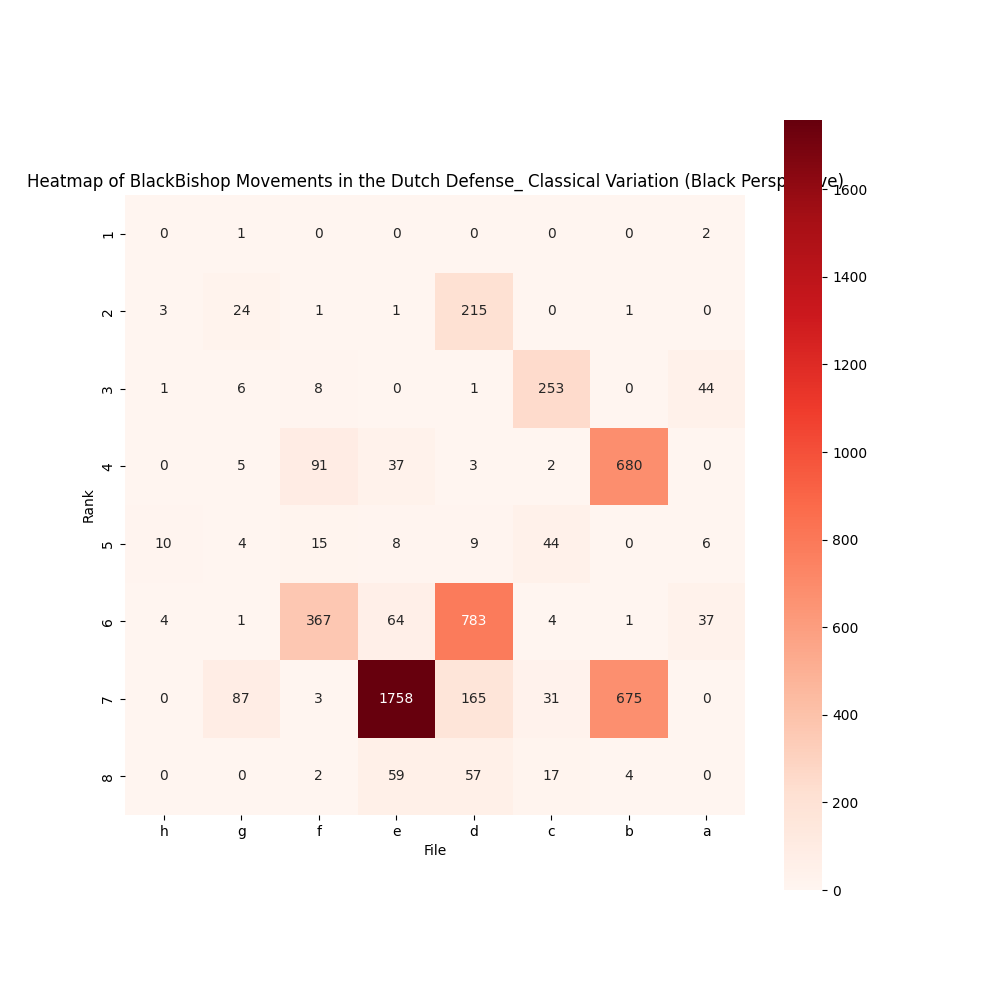 Heatmap of BlackBishop Movements in the Dutch Defense_ Classical Variation (Black Perspective)
1 0 1 0 0 0 0 0 2
2 3 24 1 1 215 0 1 0
3 1 6 8 0 1 253 0 44
4 0 5 91 37 3 2 680 0
5 10 4 15 8 9 44 0 6
6 4 1 367 64 783 4 1 37
7 0 87 3 1758 165 31 675 0
8 0 0 2 59 57 17 4 0
h g f e d c b a
File
Rank
1600
1400
1200
1000
800
600
400
200
0